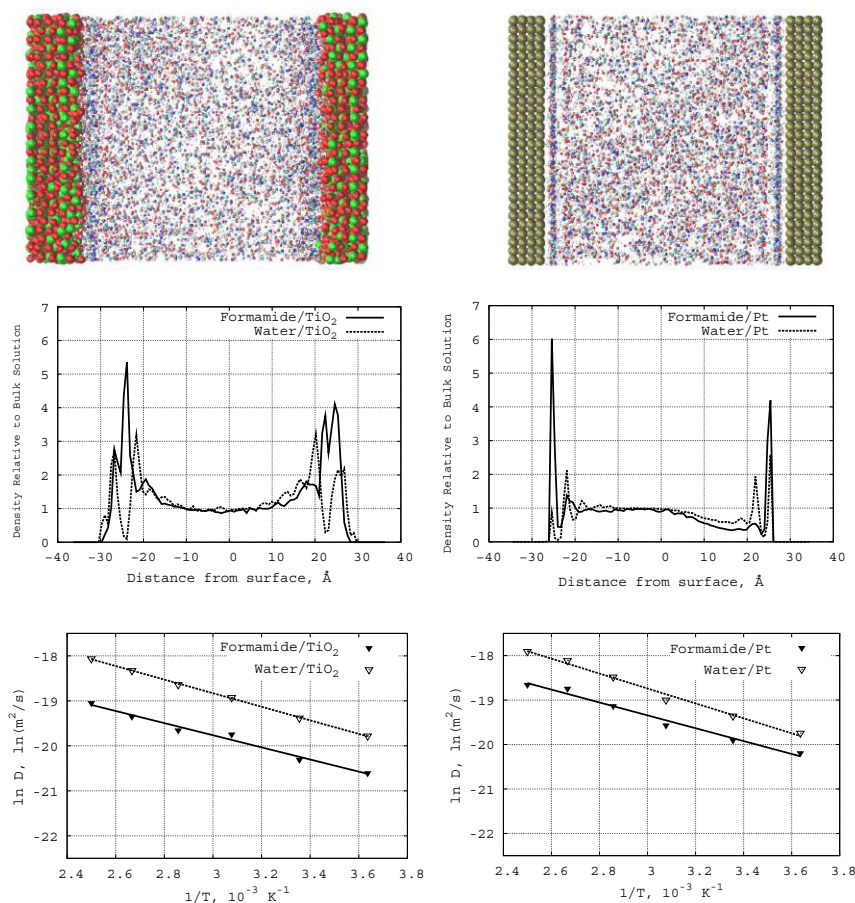 Density Relative to Bulk Solution
7
6
5
4
3
2
1
0
Formamide/TiO₂
Water/TiO₂
-40 -30 -20 -10 0 10 20 30 40
Distance from surface, Å
Density Relative to Bulk Solution
7
6
5
4
3
2
1
0
Formamide/Pt
Water/Pt
-40 -30 -20 -10 0 10 20 30 40
Distance from surface, Å
ln D, ln(m²/s)
-18
-19
-20
-21
-22
Formamide/TiO₂
Water/TiO₂
2.4 2.6 2.8 3 3.2 3.4 3.6 3.8
1/T, 10⁻³ K⁻¹
ln D, ln(m²/s)
-18
-19
-20
-21
-22
Formamide/Pt
Water/Pt
2.4 2.6 2.8 3 3.2 3.4 3.6 3.8
1/T, 10⁻³ K⁻¹